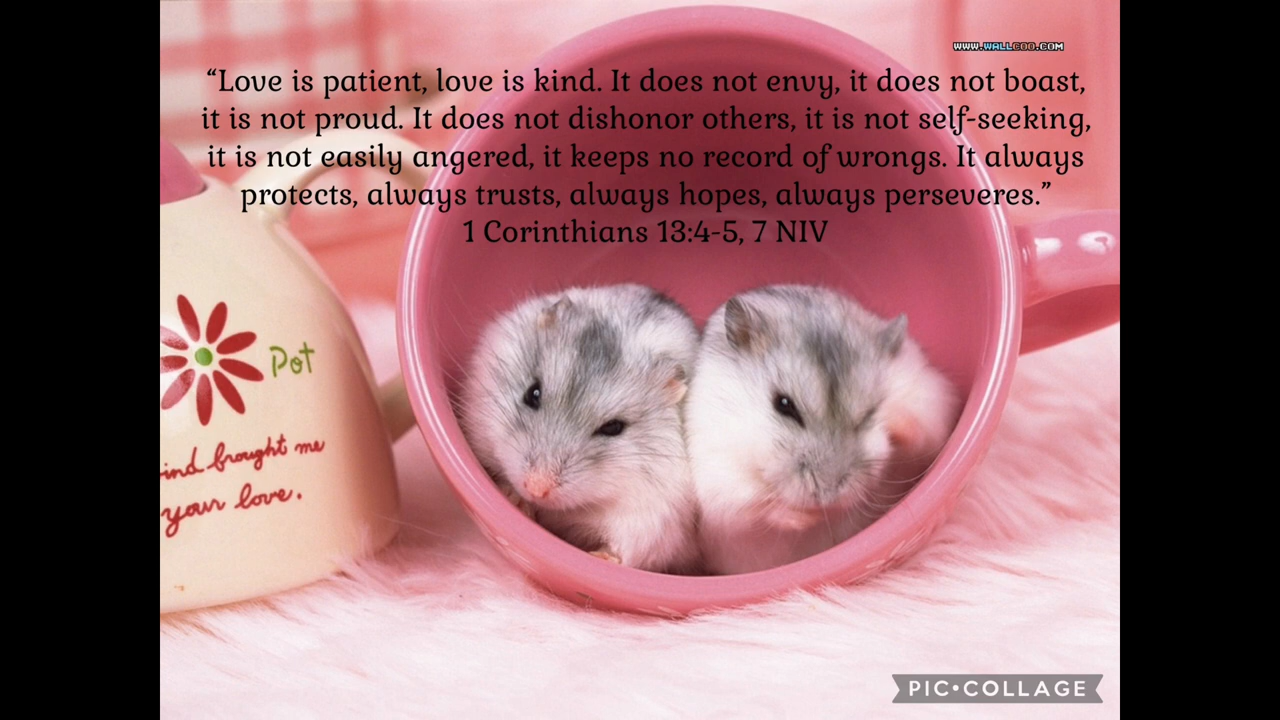 WWW.WALLCOO.COM
“Love is patient, love is kind. It does not envy, it does not boast,
it is not proud. It does not dishonor others, it is not self-seeking,
it is not easily angered, it keeps no record of wrongs. It always
protects, always trusts, always hopes, always perseveres.”
1 Corinthians 13:4-5, 7 NIV
Pot
ind brought me
your love.
PIC•COLLAGE